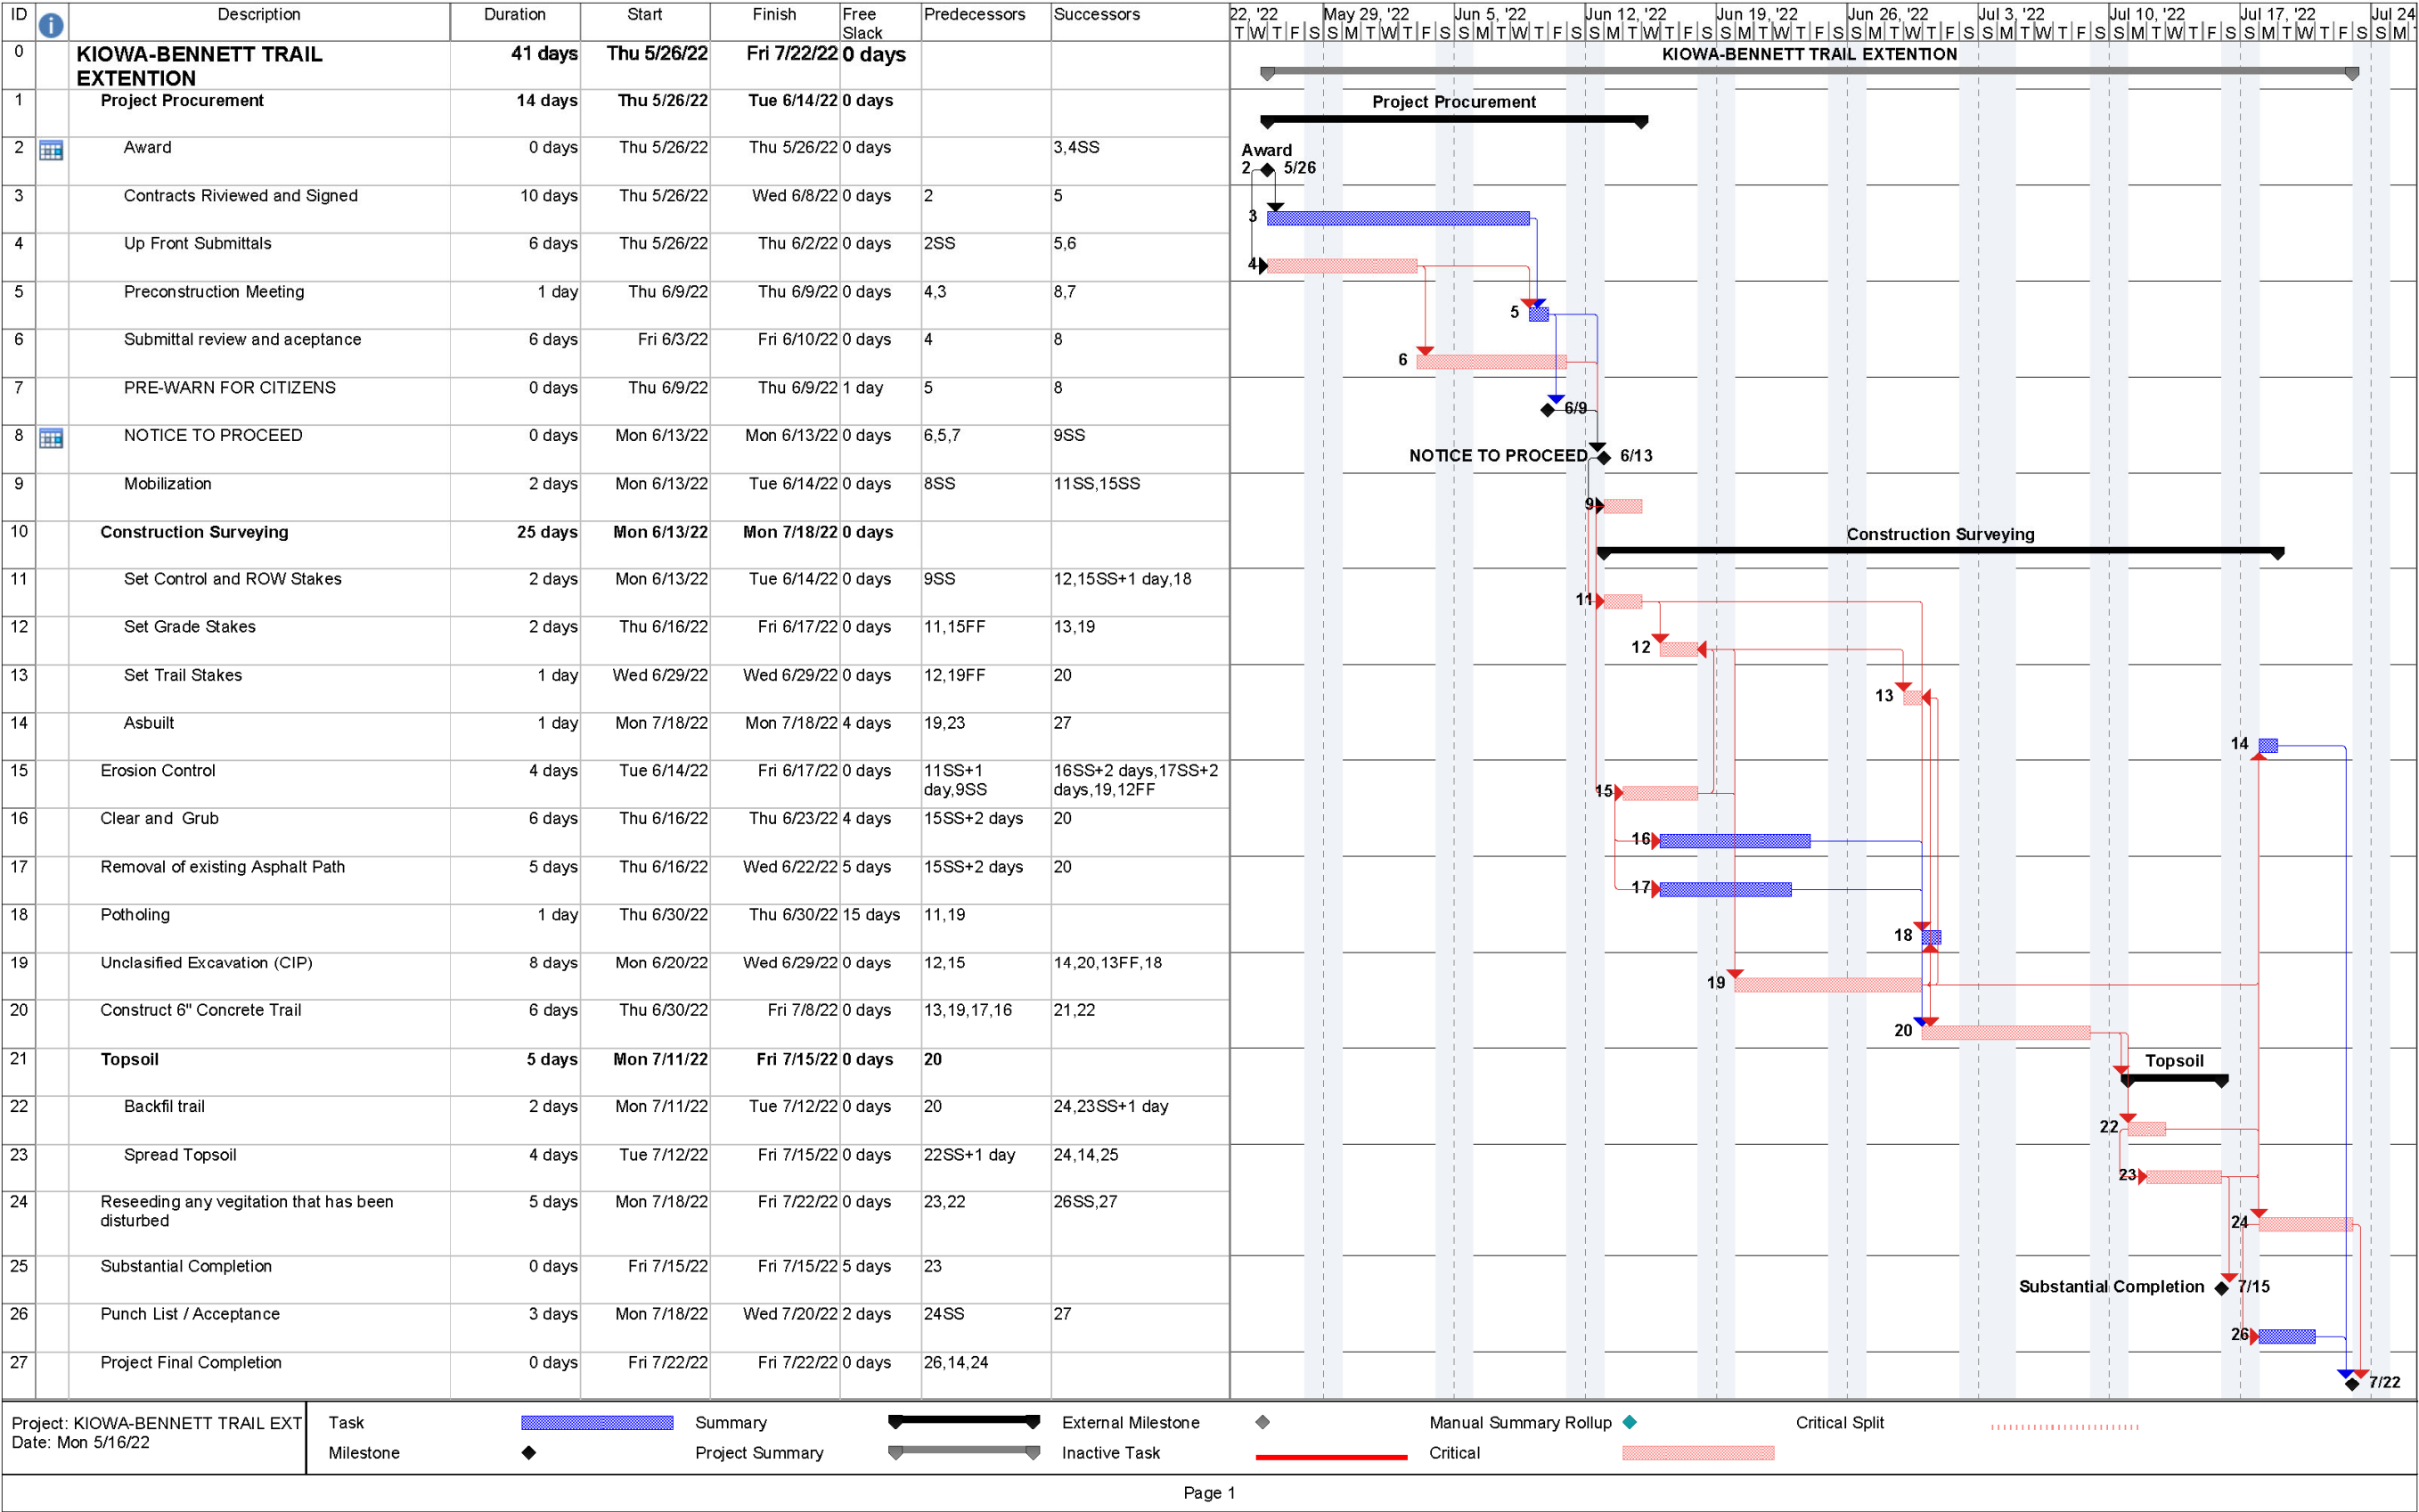 ID Description Duration Start Finish Free Slack Predecessors Successors
22, '22 May 29, '22 Jun 5, '22 Jun 12, '22 Jun 19, '22 Jun 26, '22 Jul 3, '22 Jul 10, '22 Jul 17, '22 Jul 24
T W T F S S M T W T F S S M T W T F S S M T W T F S S M T W T F S S M T W T F S S M T W T F S S M T W T F S S M T W T F S S M T W T F S S M
0 KIOWA-BENNETT TRAIL EXTENTION 41 days Thu 5/26/22 Fri 7/22/22 0 days
1 Project Procurement 14 days Thu 5/26/22 Tue 6/14/22 0 days
2 Award 0 days Thu 5/26/22 Thu 5/26/22 0 days 3,4SS
3 Contracts Riviewed and Signed 10 days Thu 5/26/22 Wed 6/8/22 0 days 2 5
4 Up Front Submittals 6 days Thu 5/26/22 Thu 6/2/22 0 days 2SS 5,6
5 Preconstruction Meeting 1 day Thu 6/9/22 Thu 6/9/22 0 days 4,3 8,7
6 Submittal review and aceptance 6 days Fri 6/3/22 Fri 6/10/22 0 days 4 8
7 PRE-WARN FOR CITIZENS 0 days Thu 6/9/22 Thu 6/9/22 1 day 5 8
8 NOTICE TO PROCEED 0 days Mon 6/13/22 Mon 6/13/22 0 days 6,5,7 9SS
9 Mobilization 2 days Mon 6/13/22 Tue 6/14/22 0 days 8SS 11SS,15SS
10 Construction Surveying 25 days Mon 6/13/22 Mon 7/18/22 0 days
11 Set Control and ROW Stakes 2 days Mon 6/13/22 Tue 6/14/22 0 days 9SS 12,15SS+1 day,18
12 Set Grade Stakes 2 days Thu 6/16/22 Fri 6/17/22 0 days 11,15FF 13,19
13 Set Trail Stakes 1 day Wed 6/29/22 Wed 6/29/22 0 days 12,19FF 20
14 Asbuilt 1 day Mon 7/18/22 Mon 7/18/22 4 days 19,23 27
15 Erosion Control 4 days Tue 6/14/22 Fri 6/17/22 0 days 11SS+1 day,9SS 16SS+2 days,17SS+2 days,19,12FF
16 Clear and Grub 6 days Thu 6/16/22 Thu 6/23/22 4 days 15SS+2 days 20
17 Removal of existing Asphalt Path 5 days Thu 6/16/22 Wed 6/22/22 5 days 15SS+2 days 20
18 Potholing 1 day Thu 6/30/22 Thu 6/30/22 15 days 11,19
19 Unclasified Excavation (CIP) 8 days Mon 6/20/22 Wed 6/29/22 0 days 12,15 14,20,13FF,18
20 Construct 6" Concrete Trail 6 days Thu 6/30/22 Fri 7/8/22 0 days 13,19,17,16 21,22
21 Topsoil 5 days Mon 7/11/22 Fri 7/15/22 0 days 20
22 Backfil trail 2 days Mon 7/11/22 Tue 7/12/22 0 days 20 24,23SS+1 day
23 Spread Topsoil 4 days Tue 7/12/22 Fri 7/15/22 0 days 22SS+1 day 24,14,25
24 Reseeding any vegitation that has been disturbed 5 days Mon 7/18/22 Fri 7/22/22 0 days 23,22 26SS,27
25 Substantial Completion 0 days Fri 7/15/22 Fri 7/15/22 5 days 23
26 Punch List / Acceptance 3 days Mon 7/18/22 Wed 7/20/22 2 days 24SS 27
27 Project Final Completion 0 days Fri 7/22/22 Fri 7/22/22 0 days 26,14,24
KIOWA-BENNETT TRAIL EXTENTION
Project Procurement
Award
2 5/26
3
4
5
6
6/9
NOTICE TO PROCEED 6/13
9
Construction Surveying
11
12
13
14
15
16
17
18
19
20
Topsoil
22
23
24
Substantial Completion 7/15
26
7/22
Project: KIOWA-BENNETT TRAIL EXT
Date: Mon 5/16/22
Task Summary External Milestone Manual Summary Rollup Critical Split
Milestone Project Summary Inactive Task Critical
Page 1